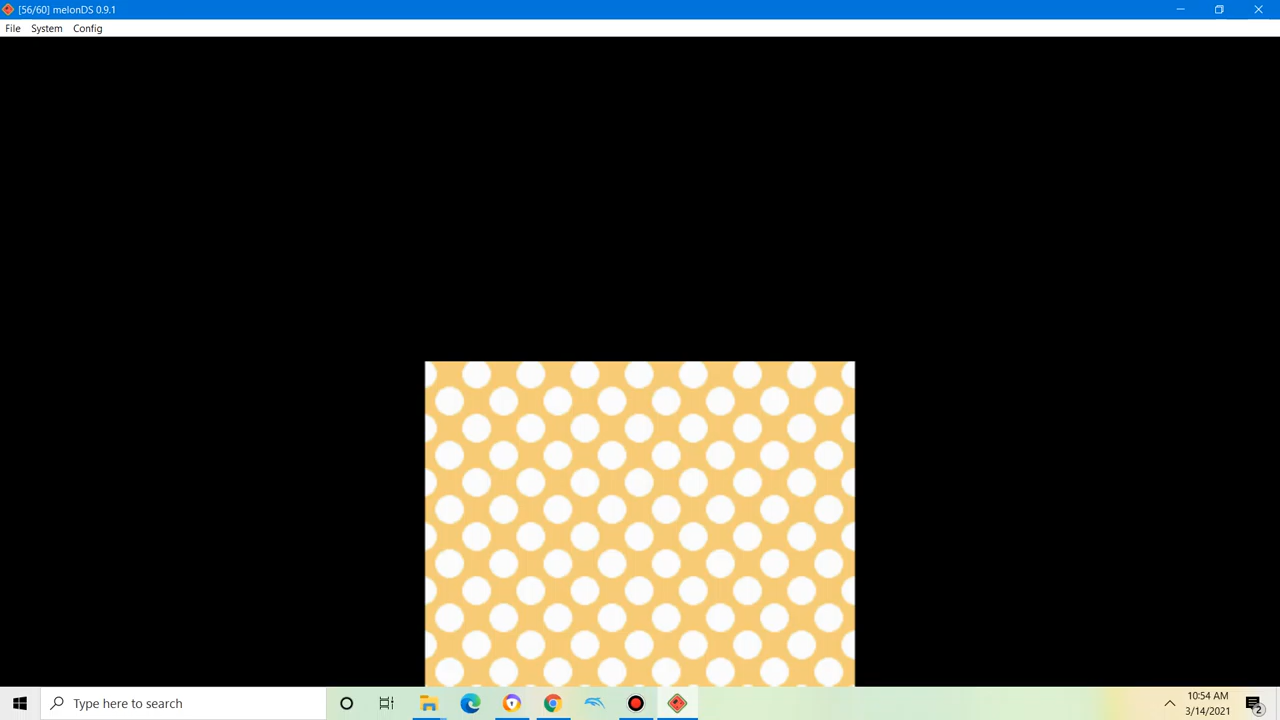 [56/60] melonDS 0.9.1
File System Config
Type here to search
10:54 AM
3/14/2021
2